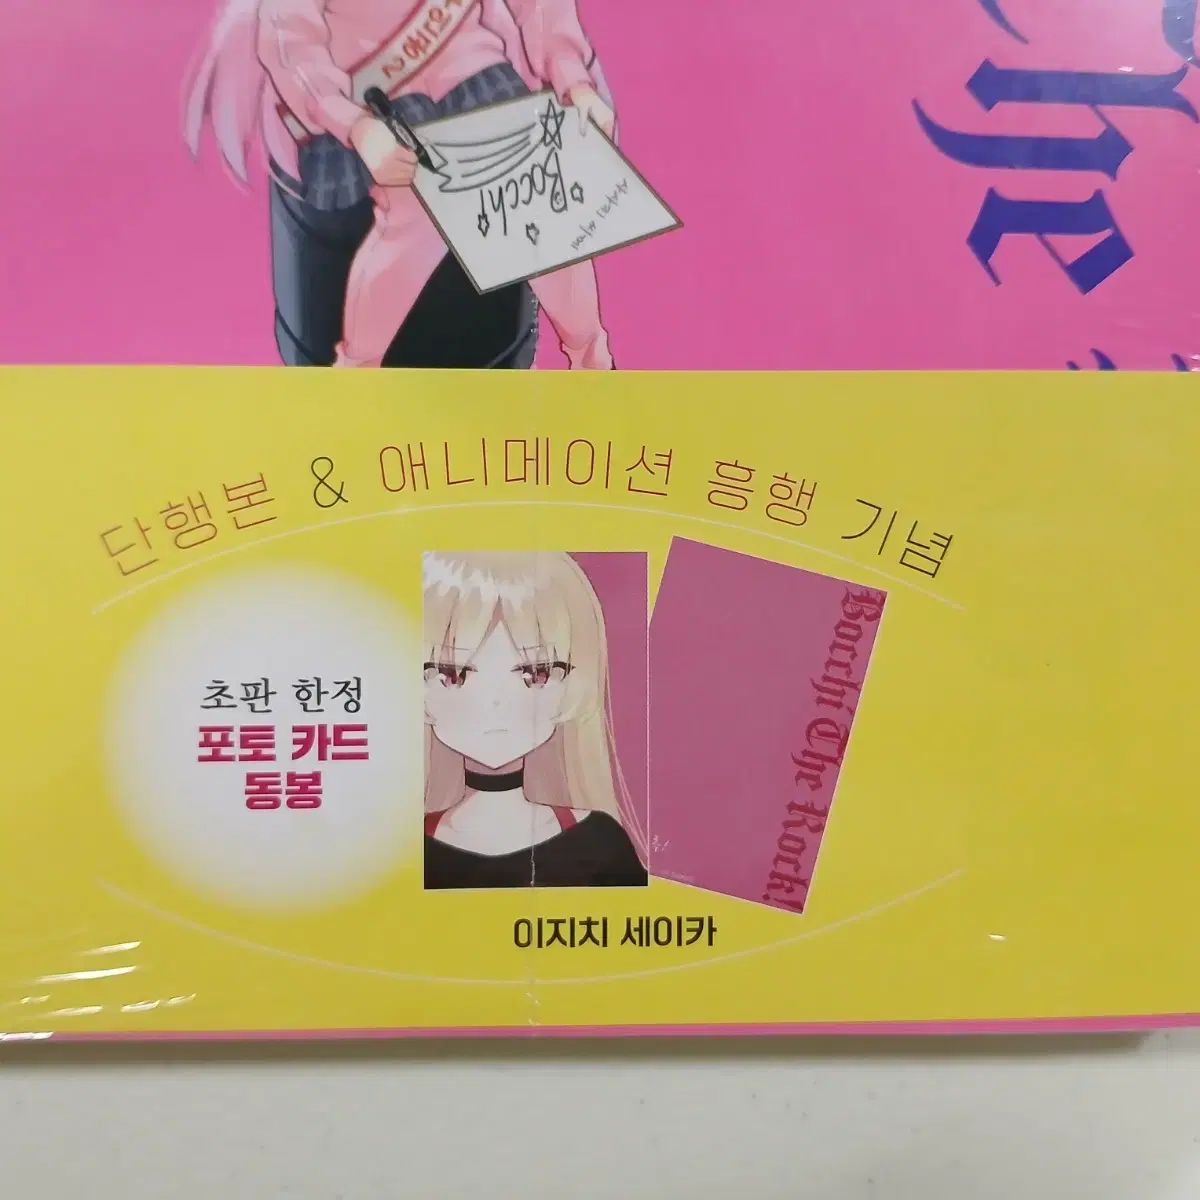 The
Bocchi
단행본 & 애니메이션 흥행 기념
초판 한정
포토 카드
동봉
Bocchi The Rock!
이지치 세이카